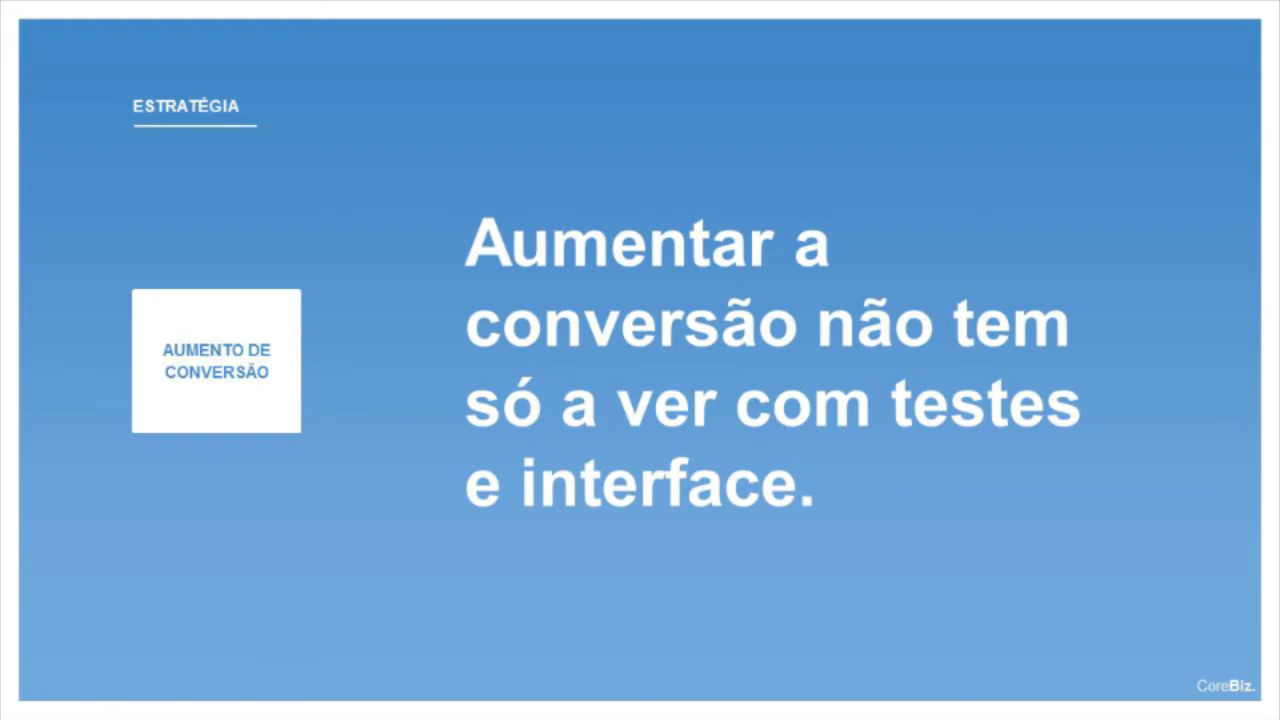 ESTRATÉGIA
AUMENTO DE
CONVERSÃO
Aumentar a
conversão não tem
só a ver com testes
e interface.
CoreBiz.